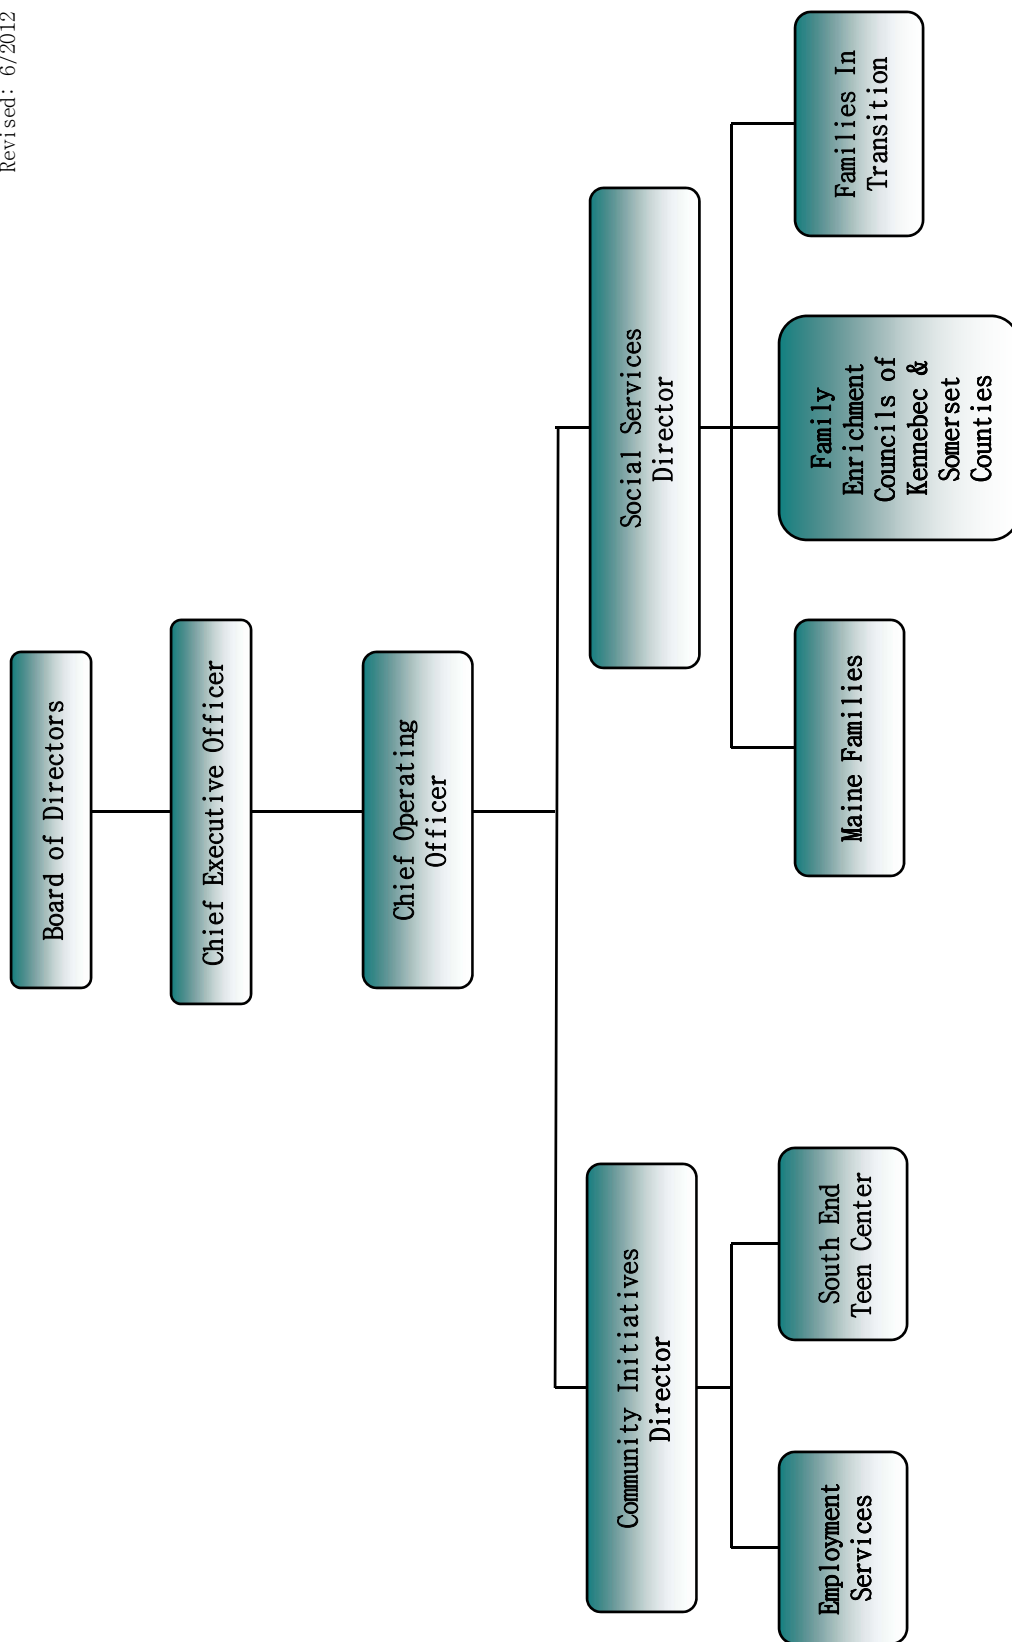 Revised: 6/2012
Board of Directors
Chief Executive Officer
Chief Operating
Officer
Community Initiatives
Director
Social Services
Director
Employment
Services
South End
Teen Center
Maine Families
Family
Enrichment
Councils of
Kennebec &
Somerset
Counties
Families In
Transition